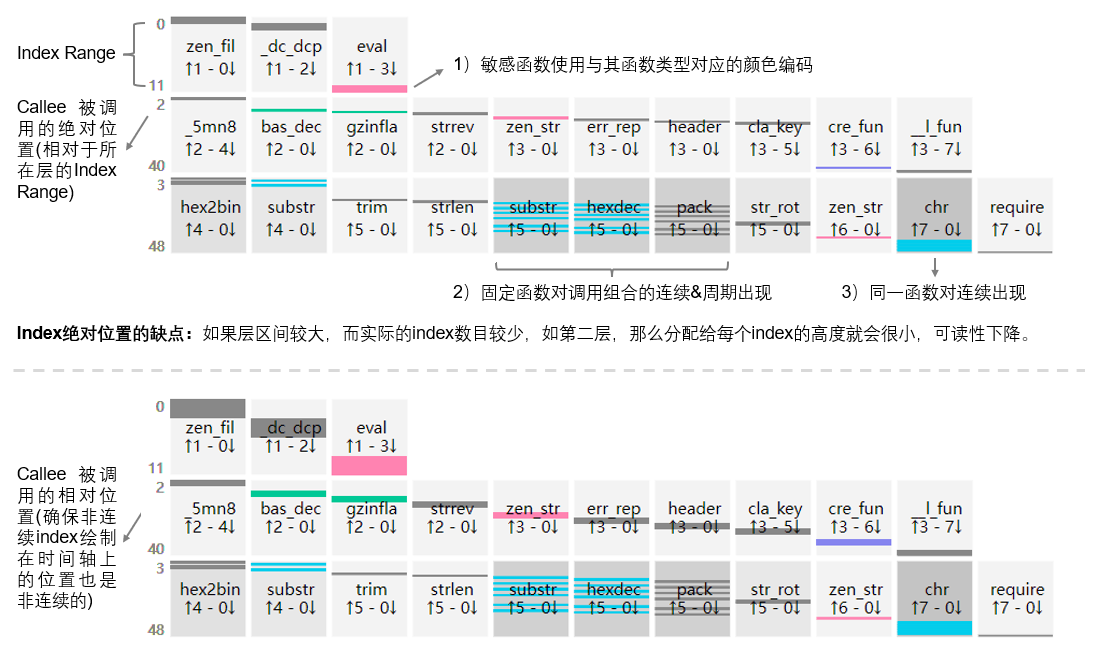 0
Index Range
zen_fil _dc_dcp eval
↑1 - 0↓ ↑1 - 2↓ ↑1 - 3↓
11
1）敏感函数使用与其函数类型对应的颜色编码
Callee 被调
用的绝对位
置(相对于所
在层的Index
Range)
2
_5mn8 bas_dec gzinfla strrev zen_str err_rep header cla_key cre_fun __l_fun
↑2 - 4↓ ↑2 - 0↓ ↑2 - 0↓ ↑2 - 0↓ ↑3 - 0↓ ↑3 - 0↓ ↑3 - 0↓ ↑3 - 5↓ ↑3 - 6↓ ↑3 - 7↓
40
3
hex2bin substr trim strlen substr hexdec pack str_rot zen_str chr require
↑4 - 0↓ ↑4 - 0↓ ↑5 - 0↓ ↑5 - 0↓ ↑5 - 0↓ ↑5 - 0↓ ↑5 - 0↓ ↑5 - 0↓ ↑6 - 0↓ ↑7 - 0↓ ↑7 - 0↓
48
2）固定函数对调用组合的连续&周期出现
3）同一函数对连续出现
Index绝对位置的缺点：如果层区间较大，而实际的index数目较少，如第二层，那么分配给每个index的高度就会很小，可读性下降。
0
zen_fil _dc_dcp eval
↑1 - 0↓ ↑1 - 2↓ ↑1 - 3↓
11
Callee 被调
用的相对位
置(确保非连
续index绘制
在时间轴上
的位置也是
非连续的)
2
_5mn8 bas_dec gzinfla strrev zen_str err_rep header cla_key cre_fun __l_fun
↑2 - 4↓ ↑2 - 0↓ ↑2 - 0↓ ↑2 - 0↓ ↑3 - 0↓ ↑3 - 0↓ ↑3 - 0↓ ↑3 - 5↓ ↑3 - 6↓ ↑3 - 7↓
40
3
hex2bin substr trim strlen substr hexdec pack str_rot zen_str chr require
↑4 - 0↓ ↑4 - 0↓ ↑5 - 0↓ ↑5 - 0↓ ↑5 - 0↓ ↑5 - 0↓ ↑5 - 0↓ ↑5 - 0↓ ↑6 - 0↓ ↑7 - 0↓ ↑7 - 0↓
48